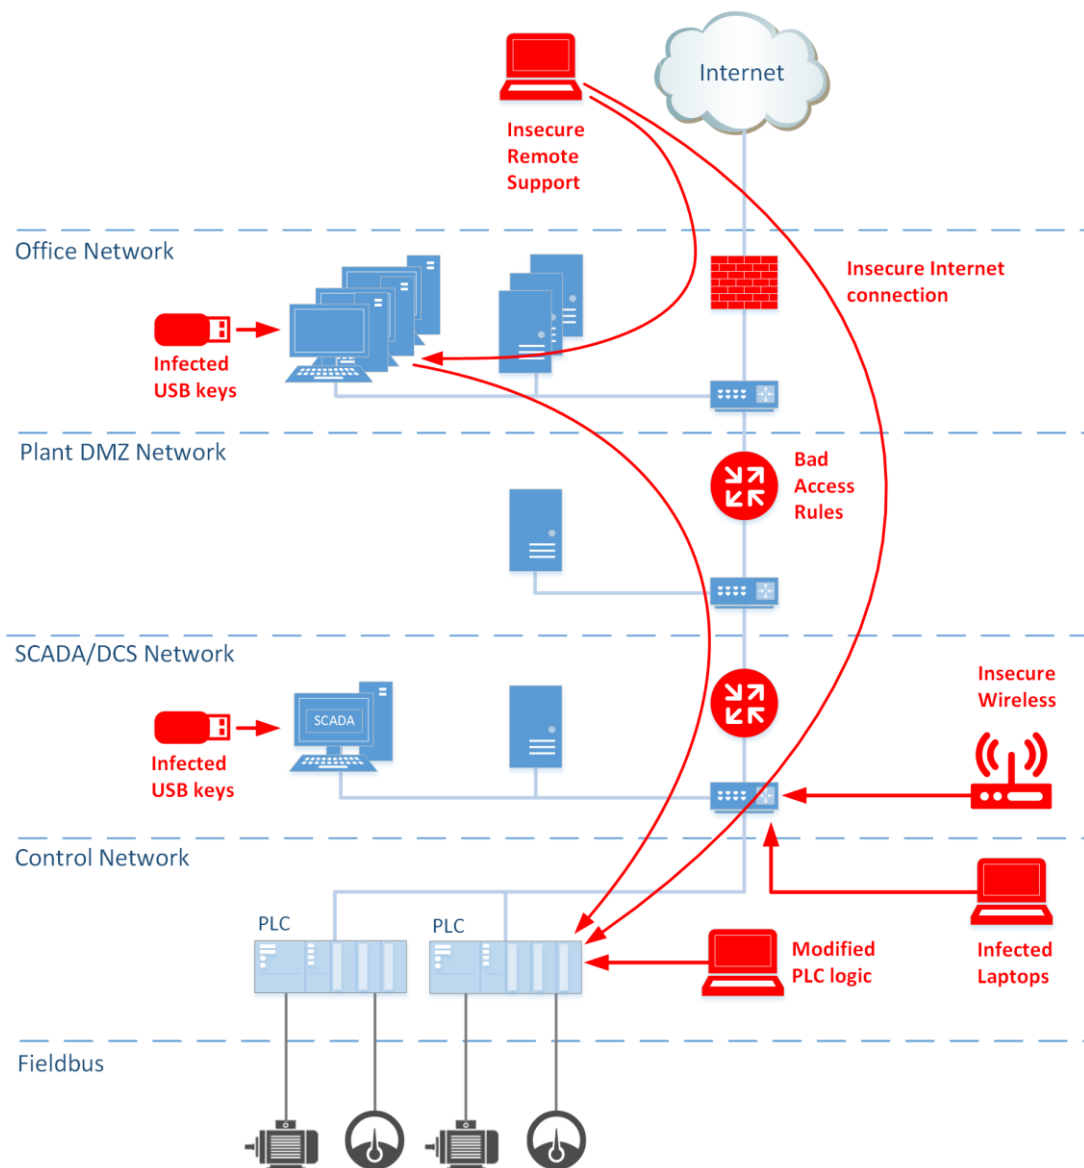 Internet
Insecure
Remote
Support
Office Network
Insecure Internet
connection
Infected
USB keys
Plant DMZ Network
Bad
Access
Rules
SCADA/DCS Network
Insecure
Wireless
SCADA
Infected
USB keys
Control Network
PLC
PLC
Modified
PLC logic
Infected
Laptops
Fieldbus